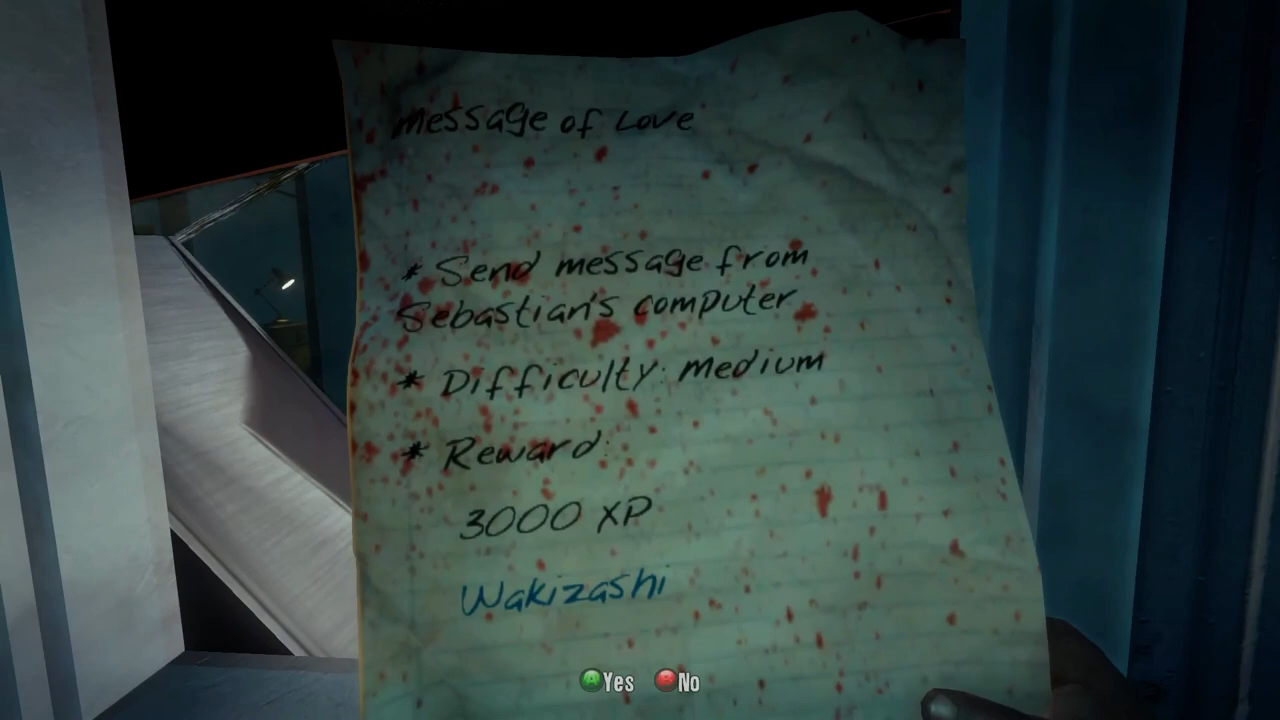 Message of Love
* Send message from
Sebastian's computer
* Difficulty: medium
* Reward:
3000 XP
Wakizashi
A Yes B No